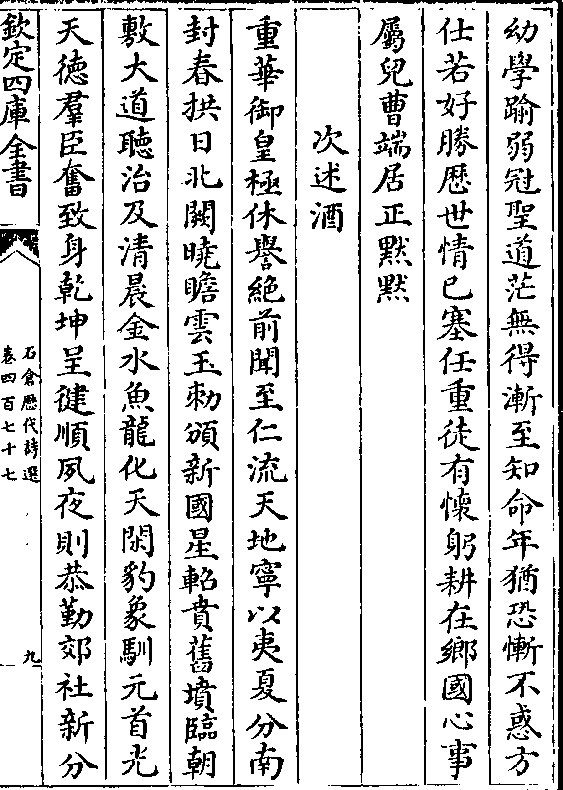 幼學踰弱冠聖道茫無得漸至知命年猶恐慚不惑方
仕若好勝歴世情已塞任重徒有懐躬耕在鄉國心事
屬兒曹端居正黙黙
次述酒
重華御皇極休譽絶前聞至仁流天地寧以夷夏分南
封春拱日北闕曉瞻雲玉勑頒新國星軺賁舊墳臨朝
敷大道聴治及清晨金水魚龍化天閑豹象馴元首光
天徳羣臣奮致身乾坤呈健順夙夜則恭勤郊社新分
欽定四庫全書
石倉歴代詩選
卷四百七十七
九